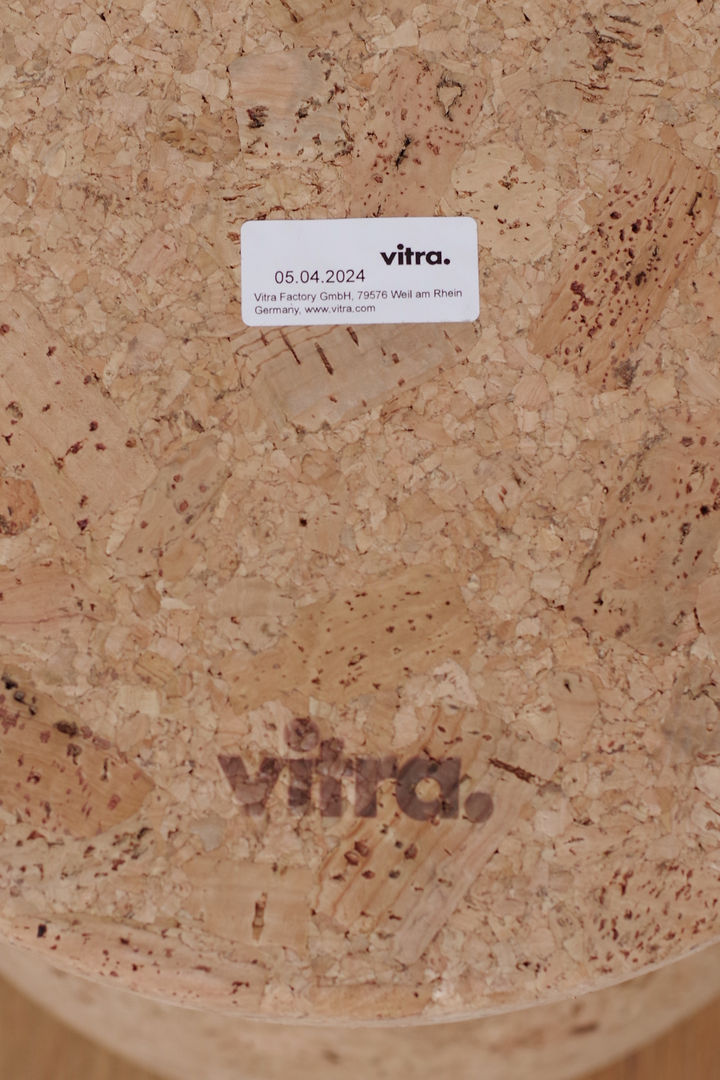 vitra.
05.04.2024
Vitra Factory GmbH, 79576 Weil am Rhein
Germany, www.vitra.com
vitra.